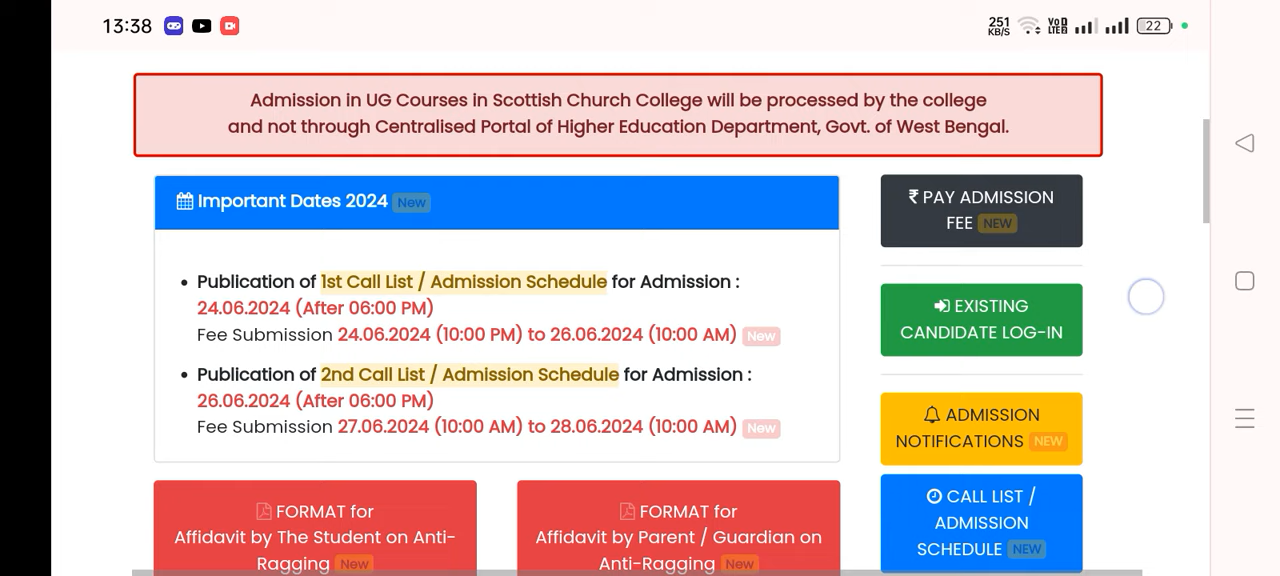 13:38
251 KB/S
VoD LTE2
22
Admission in UG Courses in Scottish Church College will be processed by the college
and not through Centralised Portal of Higher Education Department, Govt. of West Bengal.
Important Dates 2024 New
Publication of 1st Call List / Admission Schedule for Admission :
24.06.2024 (After 06:00 PM)
Fee Submission 24.06.2024 (10:00 PM) to 26.06.2024 (10:00 AM) New
Publication of 2nd Call List / Admission Schedule for Admission :
26.06.2024 (After 06:00 PM)
Fee Submission 27.06.2024 (10:00 AM) to 28.06.2024 (10:00 AM) New
FORMAT for
Affidavit by The Student on Anti-
Ragging New
FORMAT for
Affidavit by Parent / Guardian on
Anti-Ragging New
₹ PAY ADMISSION
FEE NEW
EXISTING
CANDIDATE LOG-IN
ADMISSION
NOTIFICATIONS NEW
CALL LIST /
ADMISSION
SCHEDULE NEW